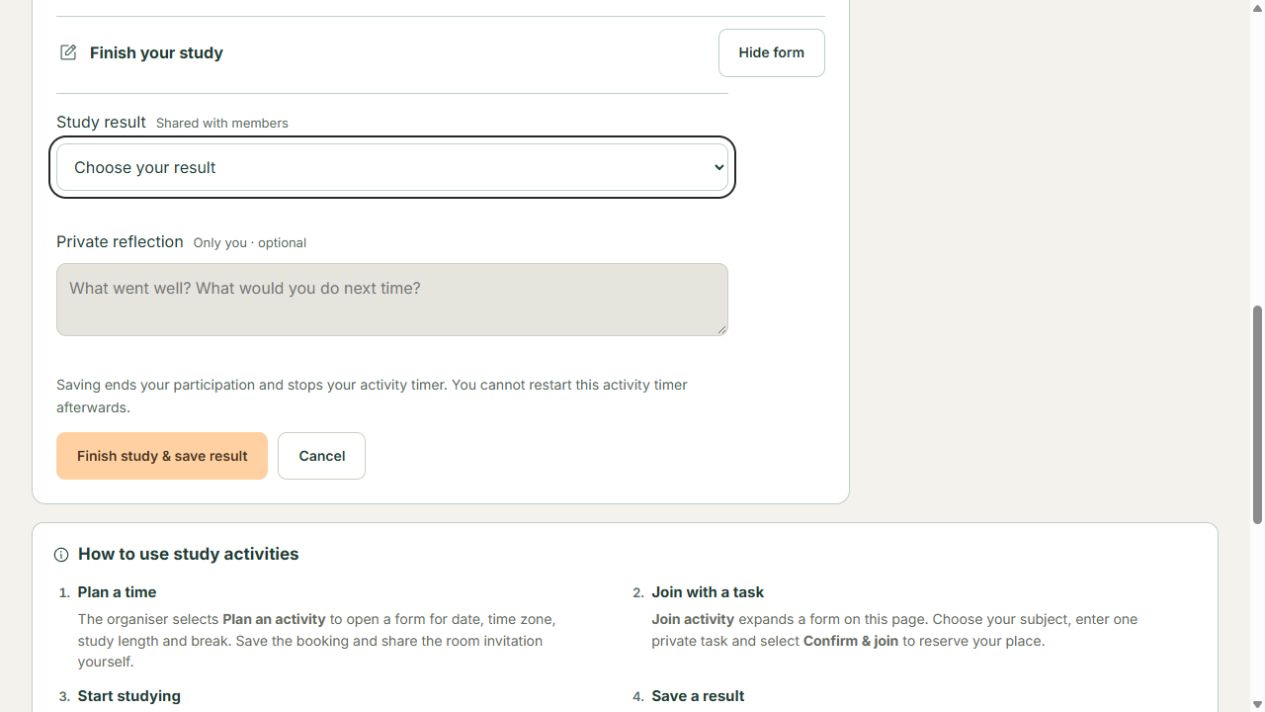 Finish your study
Hide form
Study result Shared with members
Choose your result
Private reflection Only you · optional
What went well? What would you do next time?
Saving ends your participation and stops your activity timer. You cannot restart this activity timer
afterwards.
Finish study & save result
Cancel
How to use study activities
1. Plan a time
The organiser selects Plan an activity to open a form for date, time zone,
study length and break. Save the booking and share the room invitation
yourself.
2. Join with a task
Join activity expands a form on this page. Choose your subject, enter one
private task and select Confirm & join to reserve your place.
3. Start studying
4. Save a result